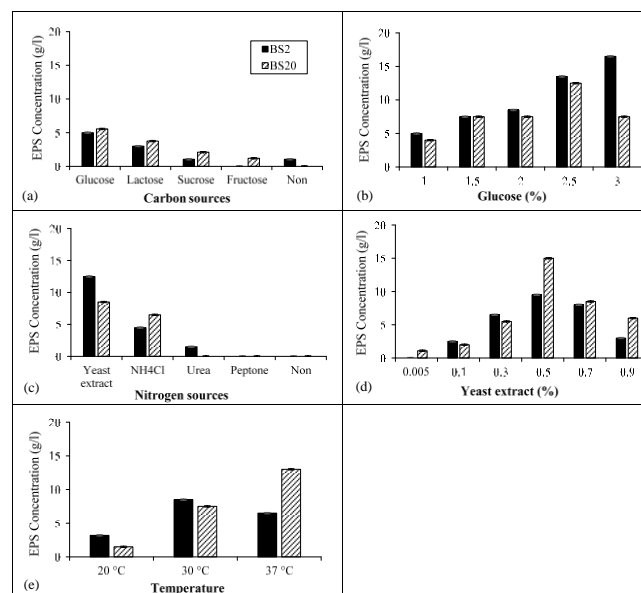 EPS Concentration (g/l)
20
15
10
5
0
BS2
BS20
Glucose Lactose Sucrose Fructose Non
(a)
Carbon sources
EPS Concentration (g/l)
20
15
10
5
0
1 1.5 2 2.5 3
(b)
Glucose (%)
EPS Concentration (g/l)
20
15
10
5
0
Yeast extract NH4Cl Urea Peptone Non
(c)
Nitrogen sources
EPS Concentration (g/l)
20
15
10
5
0
0.005 0.1 0.3 0.5 0.7 0.9
(d)
Yeast extract (%)
EPS Concentration (g/l)
20
15
10
5
0
20 °C 30 °C 37 °C
(e)
Temperature